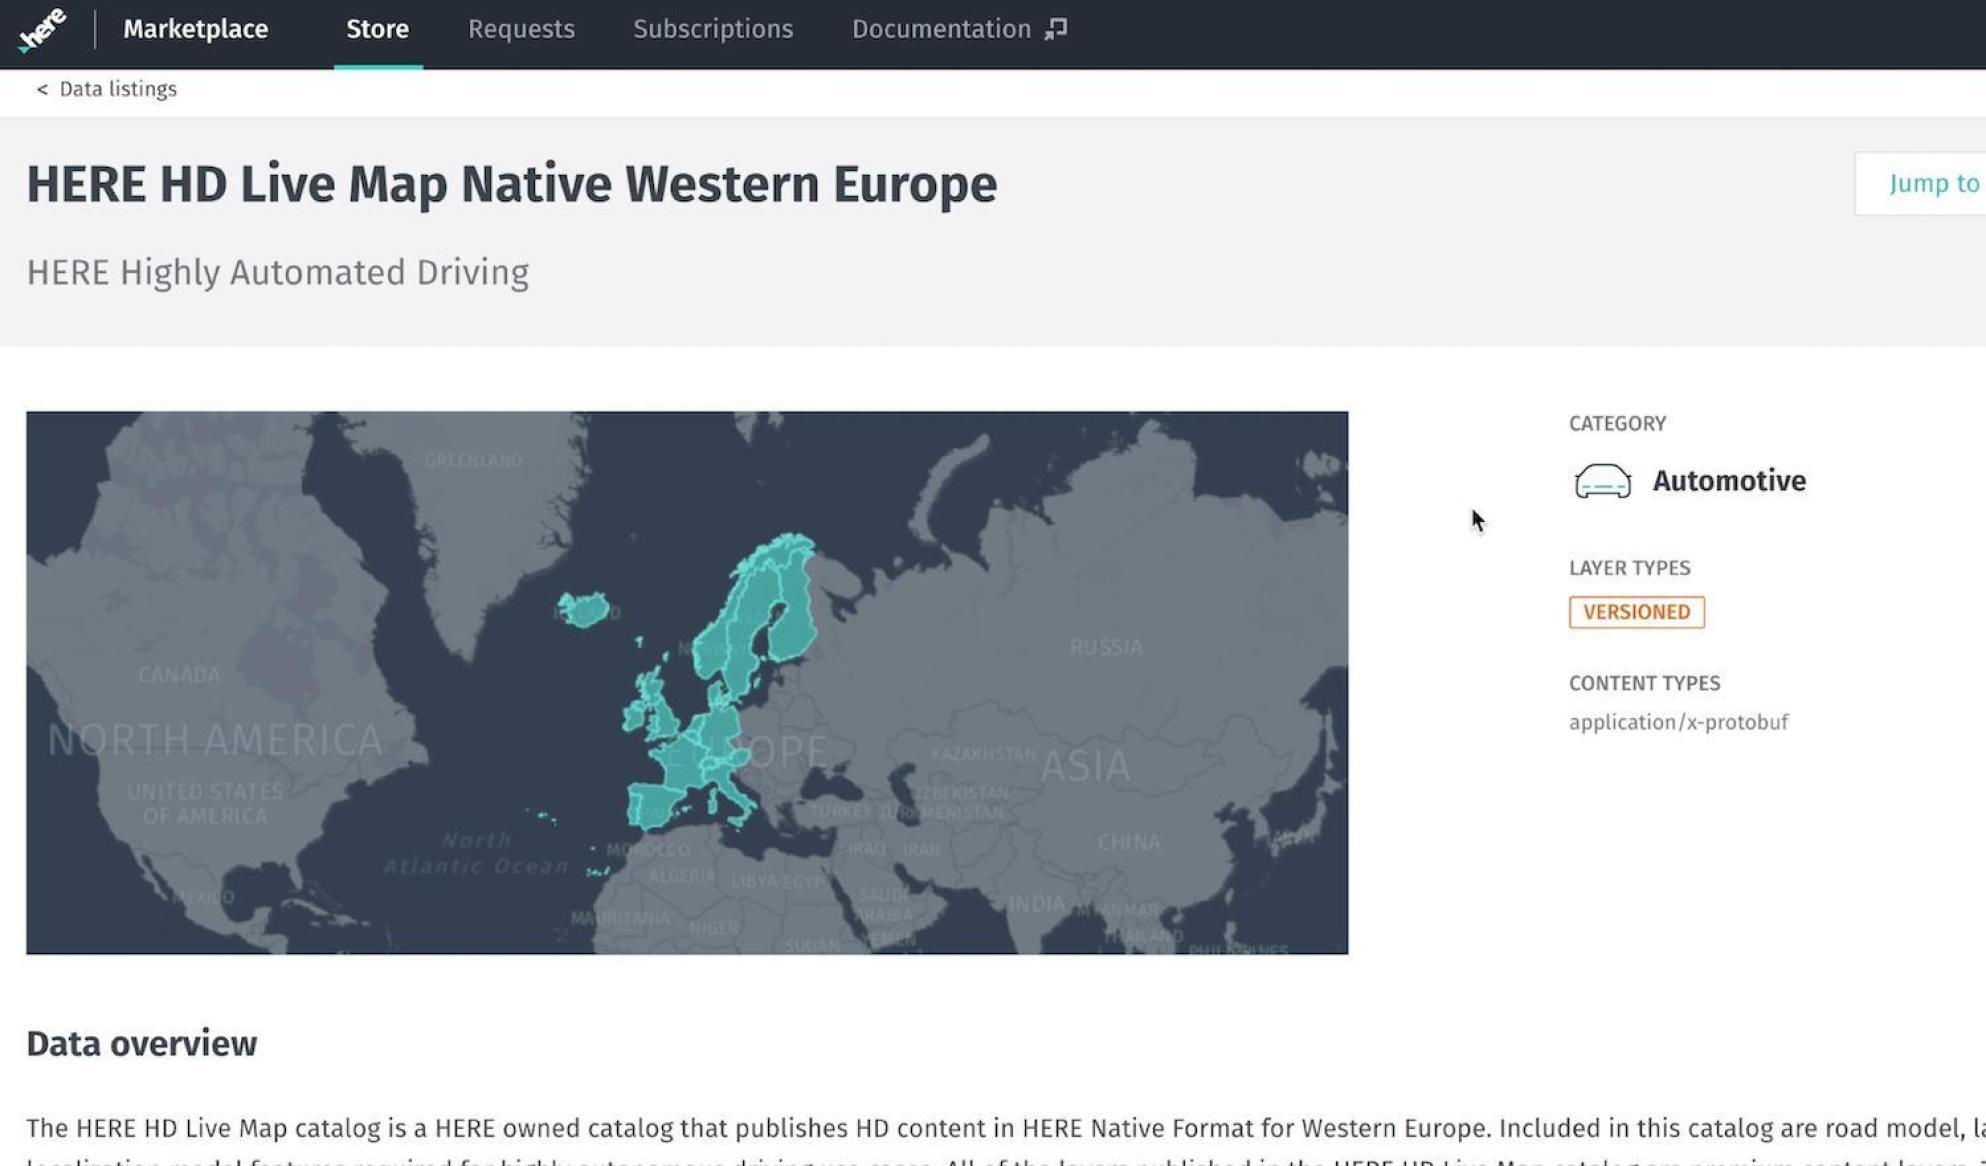 here
Marketplace
Store
Requests
Subscriptions
Documentation
< Data listings
HERE HD Live Map Native Western Europe
Jump to
HERE Highly Automated Driving
GREENLAND
CANADA
NORTH AMERICA
UNITED STATES
OF AMERICA
MEXICO
North
Atlantic Ocean
RUSSIA
KAZAKHSTAN
ASIA
UZBEKISTAN
TURKEY
TURKMENISTAN
CHINA
MOROCCO
IRAQ
IRAN
ALGERIA
LIBYA
EGYPT
SAUDI
ARABIA
INDIA
MYANMAR
MAURITANIA
NIGER
SUDAN
YEMEN
THAILAND
PHILIPPINES
CATEGORY
Automotive
LAYER TYPES
VERSIONED
CONTENT TYPES
application/x-protobuf
Data overview
The HERE HD Live Map catalog is a HERE owned catalog that publishes HD content in HERE Native Format for Western Europe. Included in this catalog are road model,